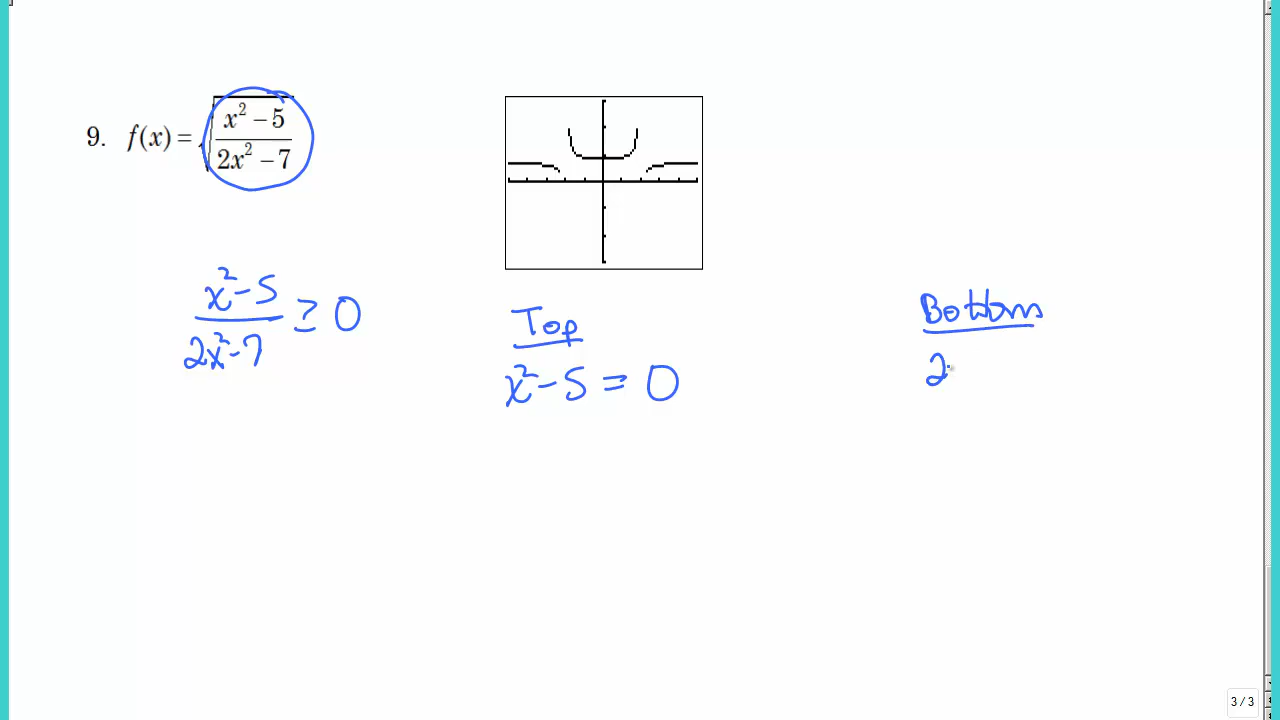 9. f(x) = √((x² − 5)/(2x² − 7))
(x² − 5)/(2x² − 7) ≥ 0
Top
x² − 5 = 0
Bottom
2
3 / 3